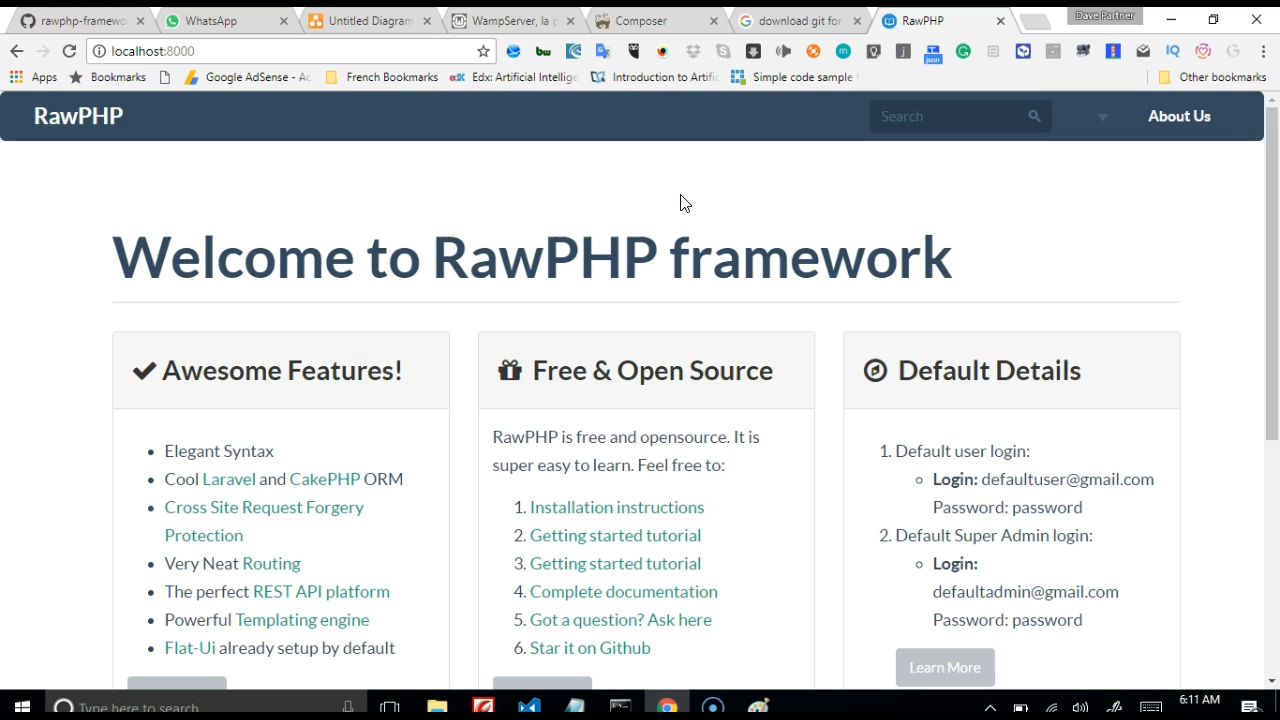 rawphp-framewo
WhatsApp
Untitled Diagram
WampServer, la p
Composer
download git for
RawPHP
Dave Partner
localhost:8000
Apps
Bookmarks
Google AdSense - Ac
French Bookmarks
Edx: Artificial Intellige
Introduction to Artific
Simple code sample f
Other bookmarks
RawPHP
Search
About Us
Welcome to RawPHP framework
Awesome Features!
Elegant Syntax
Cool Laravel and CakePHP ORM
Cross Site Request Forgery
Protection
Very Neat Routing
The perfect REST API platform
Powerful Templating engine
Flat-Ui already setup by default
Free & Open Source
RawPHP is free and opensource. It is
super easy to learn. Feel free to:
1. Installation instructions
2. Getting started tutorial
3. Getting started tutorial
4. Complete documentation
5. Got a question? Ask here
6. Star it on Github
Default Details
1. Default user login:
Login: defaultuser@gmail.com
Password: password
2. Default Super Admin login:
Login:
defaultadmin@gmail.com
Password: password
Learn More
Type here to search
6:11 AM